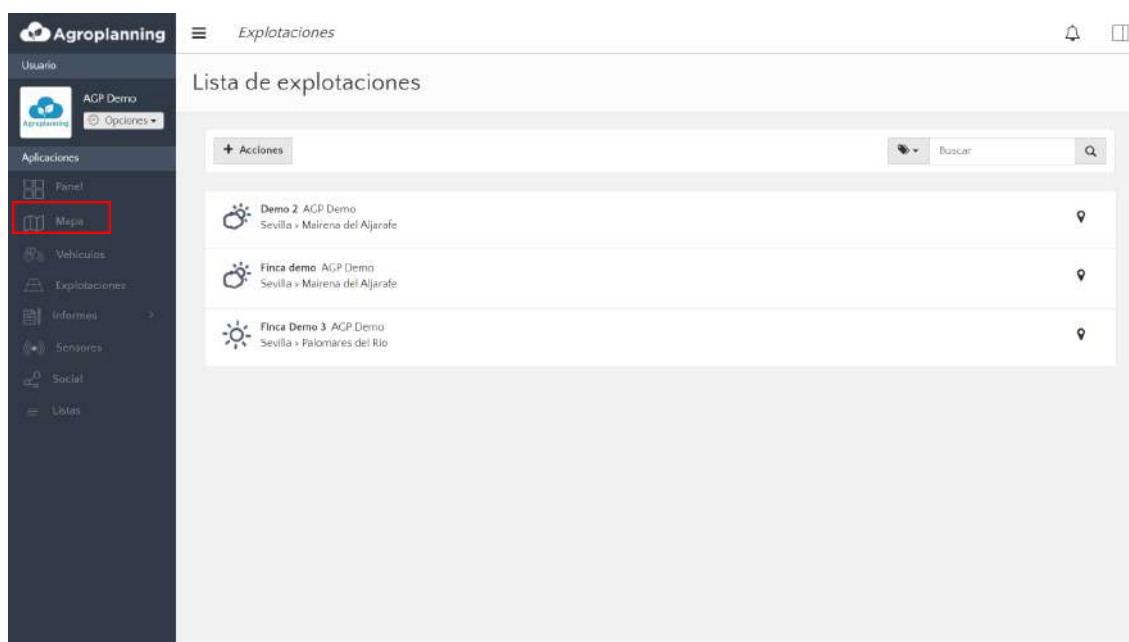 Agroplanning
Explotaciones
Usuario
AGP Demo
Agroplanning
Opciones
Aplicaciones
Panel
Mapa
Vehículos
Explotaciones
Informes
Sensores
Social
Listas
Lista de explotaciones
+ Acciones
Buscar
Demo 2 AGP Demo
Sevilla » Mairena del Aljarafe
Finca demo AGP Demo
Sevilla » Mairena del Aljarafe
Finca Demo 3 AGP Demo
Sevilla » Palomares del Río